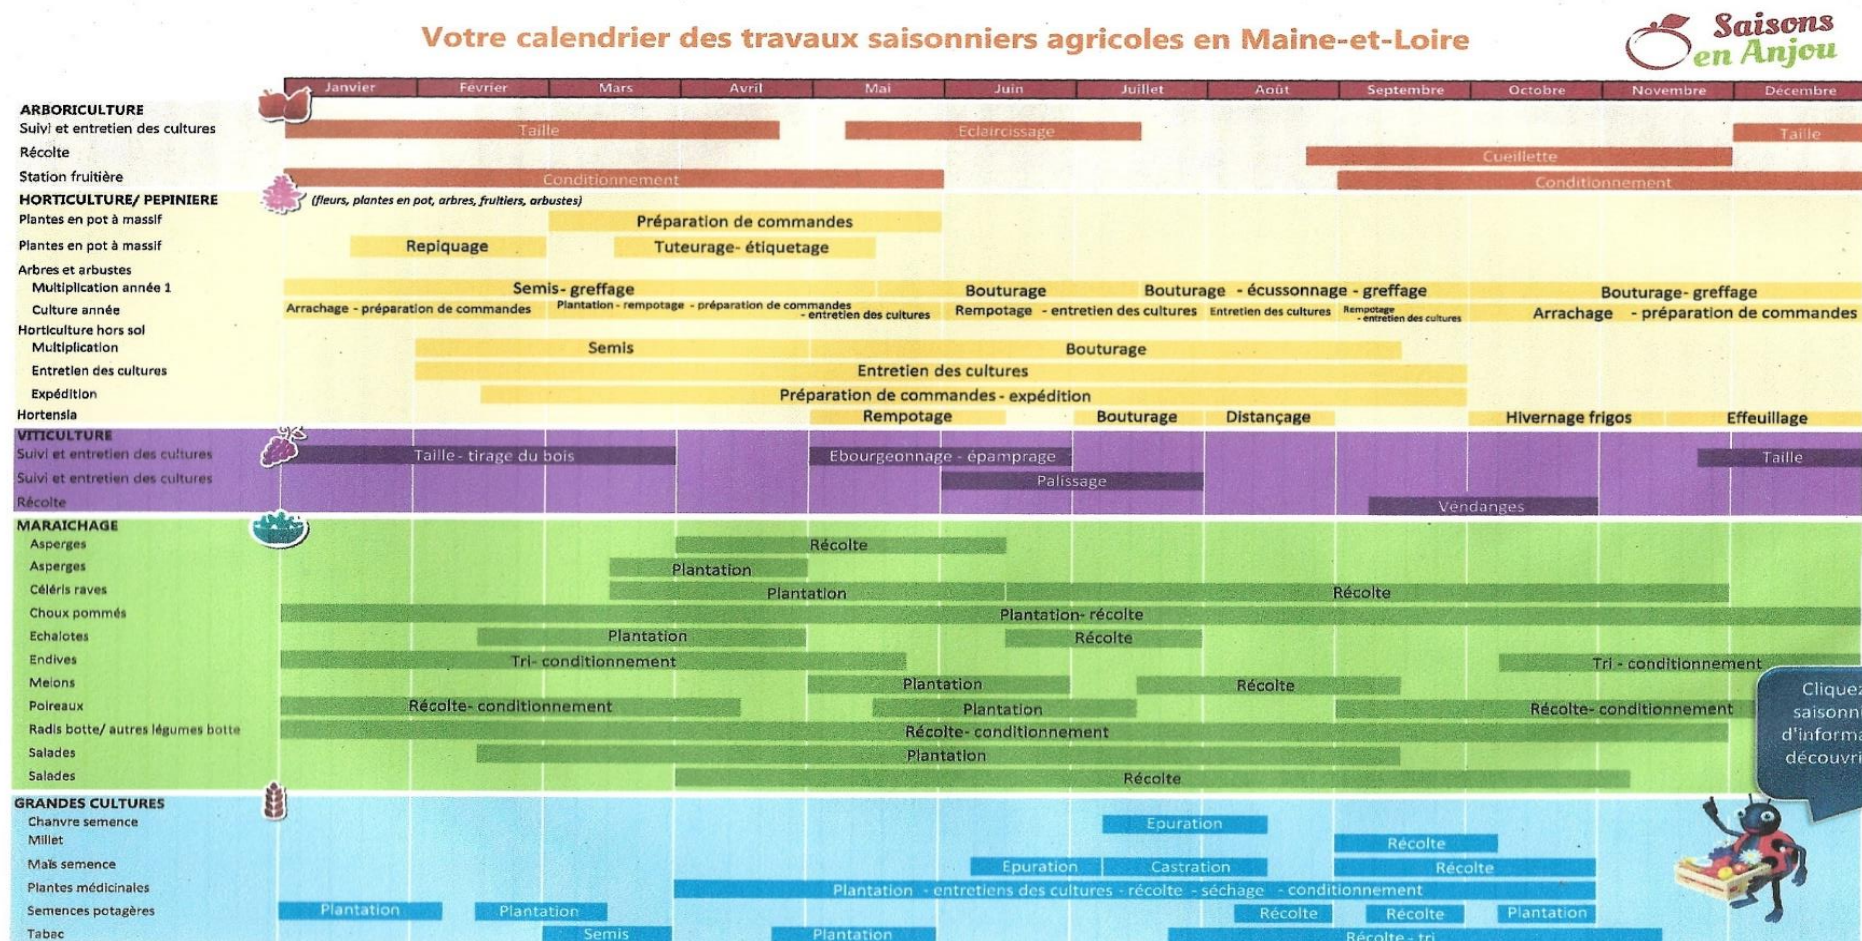 Votre calendrier des travaux saisonniers agricoles en Maine-et-Loire
Saisons
en Anjou
Janvier Février Mars Avril Mai Juin Juillet Août Septembre Octobre Novembre Décembre
ARBORICULTURE
Suivi et entretien des cultures Taille Eclaircissage Taille
Récolte Cueillette
Station fruitière Conditionnement Conditionnement
HORTICULTURE/ PEPINIERE (fleurs, plantes en pot, arbres, fruitiers, arbustes)
Plantes en pot à massif Préparation de commandes
Plantes en pot à massif Repiquage Tuteurage- étiquetage
Arbres et arbustes
Multiplication année 1 Semis- greffage Bouturage Bouturage - écussonnage - greffage Bouturage- greffage
Culture année Arrachage - préparation de commandes Plantation - rempotage - préparation de commandes - entretien des cultures Rempotage - entretien des cultures Entretien des cultures Rempotage - entretien des cultures Arrachage - préparation de commandes
Horticulture hors sol
Multiplication Semis Bouturage
Entretien des cultures Entretien des cultures
Expédition Préparation de commandes - expédition
Hortensia Rempotage Bouturage Distançage Hivernage frigos Effeuillage
VITICULTURE
Suivi et entretien des cultures Taille - tirage du bois Ebourgeonnage - épamprage Taille
Suivi et entretien des cultures Palissage
Récolte Vendanges
MARAICHAGE
Asperges Récolte
Asperges Plantation
Céléris raves Plantation Récolte
Choux pommés Plantation- récolte
Echalotes Plantation Récolte
Endives Tri- conditionnement Tri - conditionnement
Melons Plantation Récolte
Poireaux Récolte- conditionnement Plantation Récolte- conditionnement
Radis botte/ autres légumes botte Récolte- conditionnement
Salades Plantation
Salades Récolte
Cliquez
saisonni
d'informa
découvri
GRANDES CULTURES
Chanvre semence Epuration
Millet Récolte
Maïs semence Epuration Castration Récolte
Plantes médicinales Plantation - entretiens des cultures - récolte - séchage - conditionnement
Semences potagères Plantation Plantation Récolte Récolte Plantation
Tabac Semis Plantation Récolte - tri